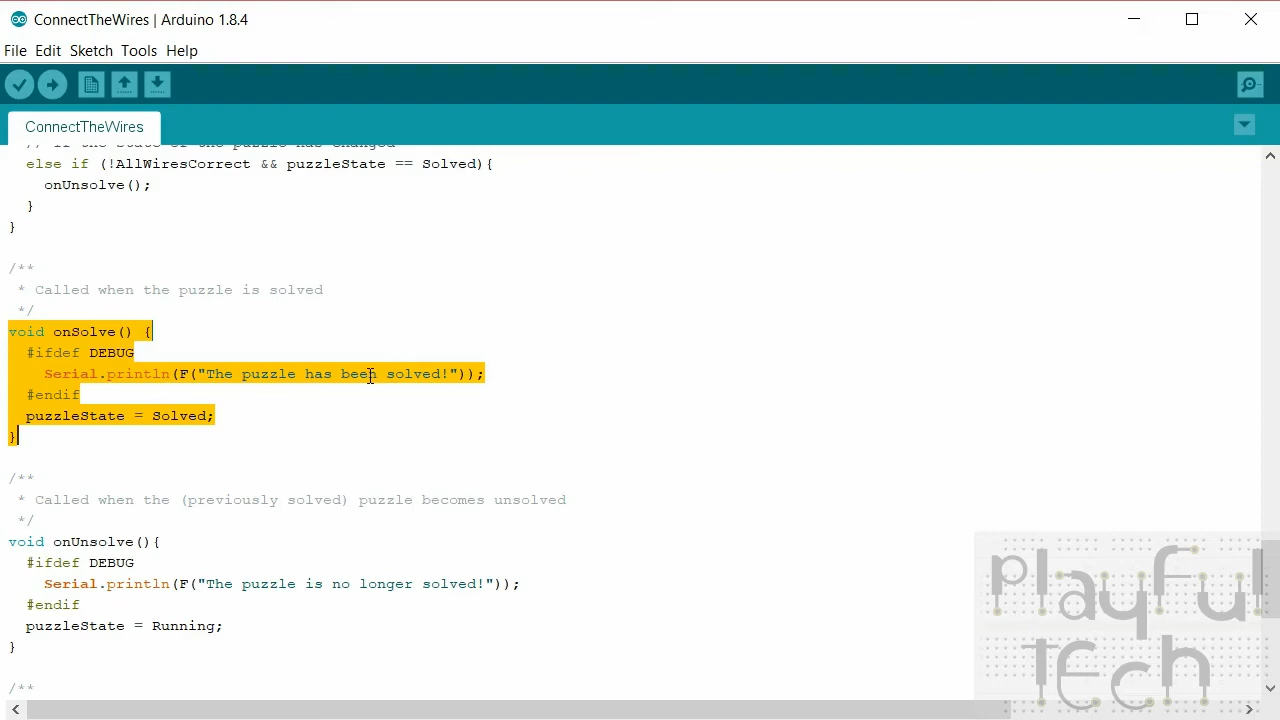 ConnectTheWires | Arduino 1.8.4
File Edit Sketch Tools Help
ConnectTheWires
// If the state of the puzzle has changed
else if (!AllWiresCorrect && puzzleState == Solved){
onUnsolve();
}
}
/**
* Called when the puzzle is solved
*/
void onSolve() {
#ifdef DEBUG
Serial.println(F("The puzzle has been solved!"));
#endif
puzzleState = Solved;
}
/**
* Called when the (previously solved) puzzle becomes unsolved
*/
void onUnsolve(){
#ifdef DEBUG
Serial.println(F("The puzzle is no longer solved!"));
#endif
puzzleState = Running;
}
/**
playful
TEch